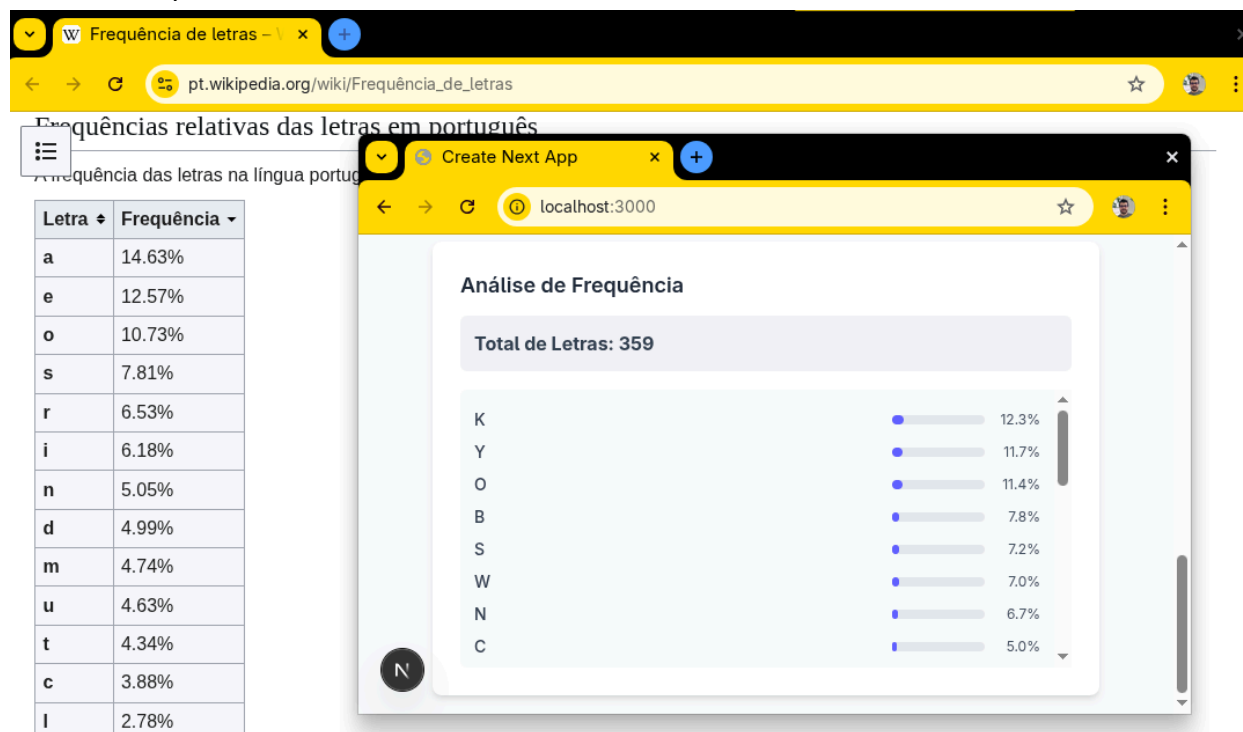 W Frequência de letras – V
pt.wikipedia.org/wiki/Frequência_de_letras
Frequências relativas das letras em português
A frequência das letras na língua portug
Letra Frequência
a 14.63%
e 12.57%
o 10.73%
s 7.81%
r 6.53%
i 6.18%
n 5.05%
d 4.99%
m 4.74%
u 4.63%
t 4.34%
c 3.88%
l 2.78%
Create Next App
localhost:3000
Análise de Frequência
Total de Letras: 359
K 12.3%
Y 11.7%
O 11.4%
B 7.8%
S 7.2%
W 7.0%
N 6.7%
C 5.0%
N